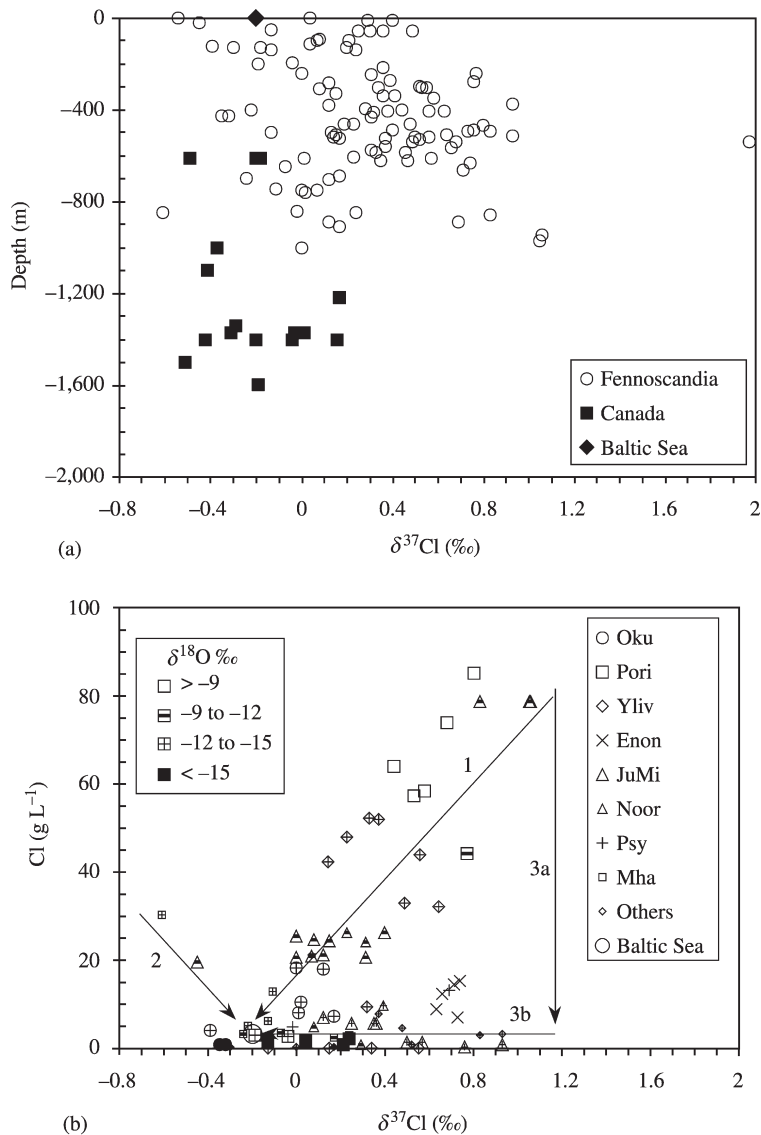 0
−400
−800
−1,200
−1,600
−2,000
Depth (m)
Fennoscandia
Canada
Baltic Sea
−0.8
−0.4
0
0.4
0.8
1.2
1.6
2
(a)
δ37Cl (‰)
100
80
60
40
20
0
Cl (g L−1)
δ18O ‰
> −9
−9 to −12
−12 to −15
< −15
Oku
Pori
Yliv
Enon
JuMi
Noor
Psy
Mha
Others
Baltic Sea
1
2
3a
3b
−0.8
−0.4
0
0.4
0.8
1.2
1.6
2
(b)
δ37Cl (‰)